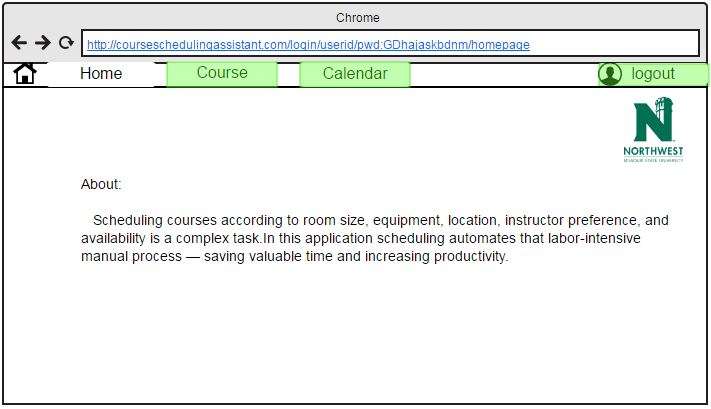 Chrome
http://courseschedulingassistant.com/login/userid/pwd:GDhajaskbdnm/homepage
Home Course Calendar logout
N
NORTHWEST
MISSOURI STATE UNIVERSITY
About:
Scheduling courses according to room size, equipment, location, instructor preference, and
availability is a complex task.In this application scheduling automates that labor-intensive
manual process — saving valuable time and increasing productivity.